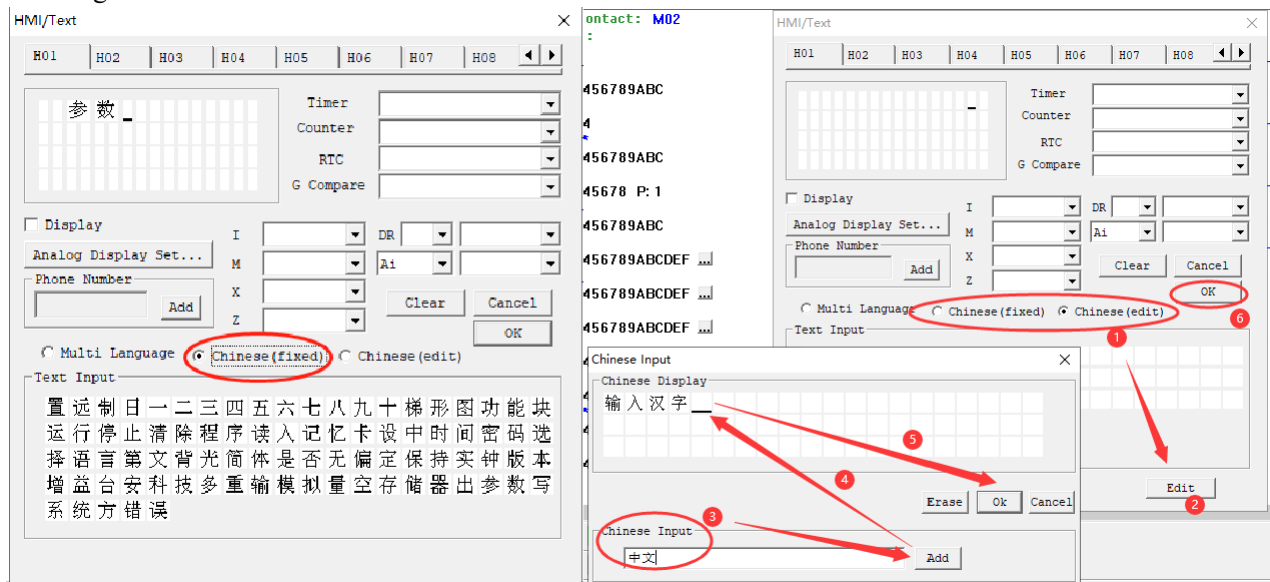 HMI/Text
H01 H02 H03 H04 H05 H06 H07 H08
参数
Timer
Counter
RTC
G Compare
Display
Analog Display Set...
Phone Number
Add
I
M
X
Z
DR
Ai
Clear
Cancel
OK
Multi Language
Chinese(fixed)
Chinese(edit)
Text Input
置远制日一二三四五六七八九十梯形图功能块
运行停止清除程序读入记忆卡设中时间密码选
择语言第文背光简体是否无偏定保持实钟版本
增益台安科技多重输模拟量空存储器出参数写
系统方错误
ontact: M02
:
456789ABC
4
456789ABC
45678 P:1
456789ABC
456789ABCDEF ...
456789ABCDEF ...
456789ABCDEF ...
HMI/Text
H01 H02 H03 H04 H05 H06 H07 H08
Timer
Counter
RTC
G Compare
Display
Analog Display Set...
Phone Number
Add
I
M
X
Z
DR
Ai
Clear
Cancel
OK
6
Multi Language
Chinese(fixed)
Chinese(edit)
1
Text Input
Edit
2
Chinese Input
Chinese Display
输入汉字
5
4
Erase
Ok
Cancel
3
Chinese Input
中文
Add